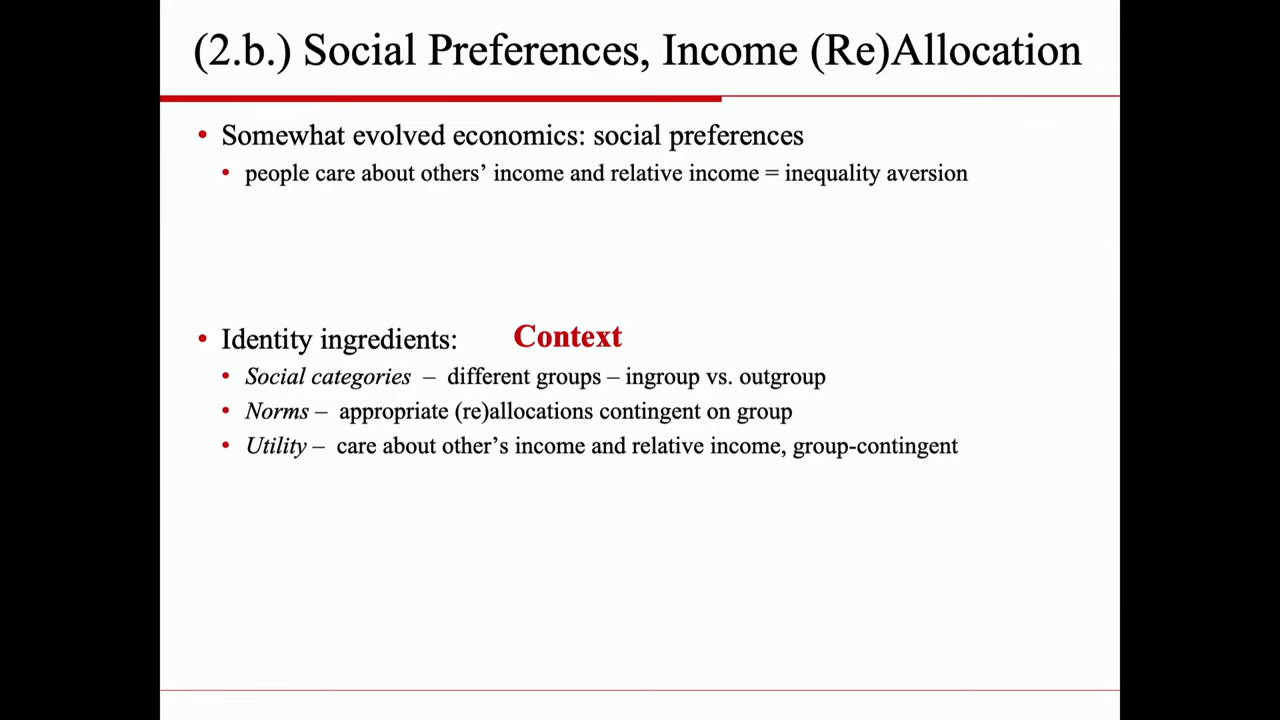 (2.b.) Social Preferences, Income (Re)Allocation
• Somewhat evolved economics: social preferences
• people care about others’ income and relative income = inequality aversion
• Identity ingredients: Context
• Social categories – different groups – ingroup vs. outgroup
• Norms – appropriate (re)allocations contingent on group
• Utility – care about other’s income and relative income, group-contingent